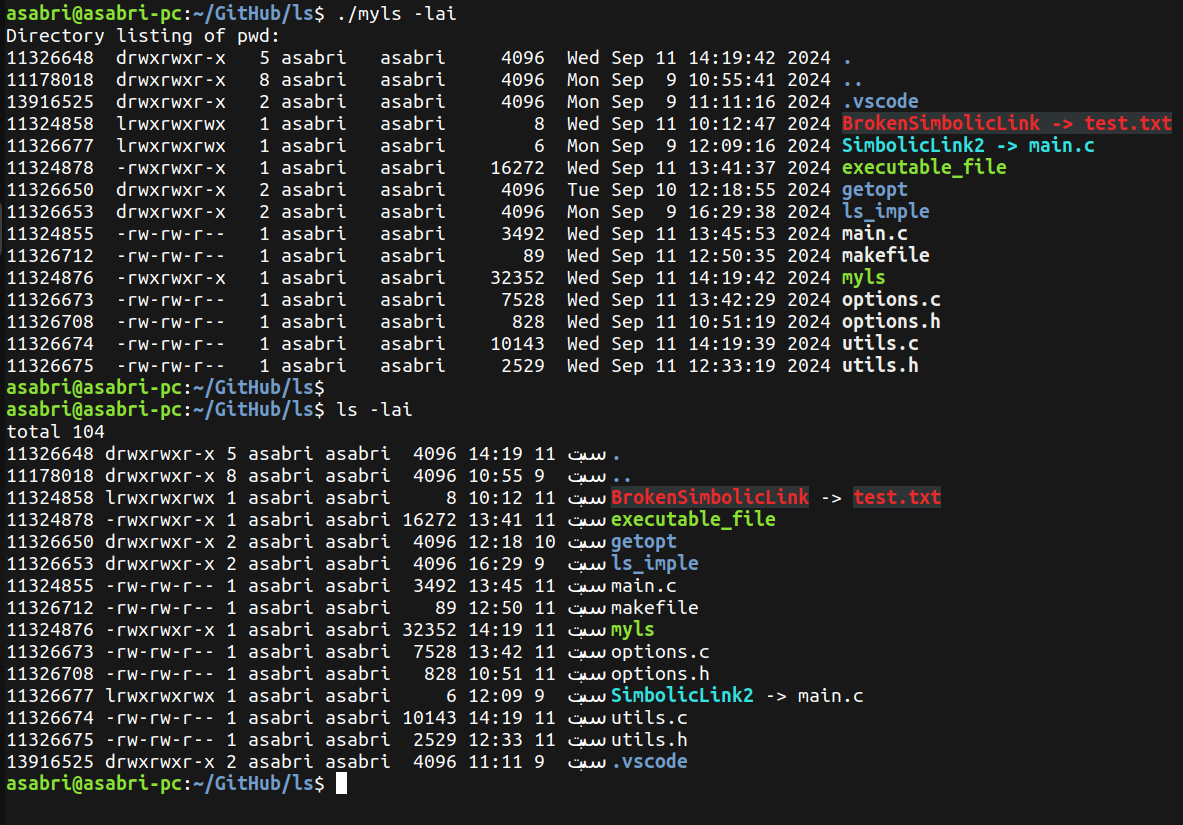 asabri@asabri-pc:~/GitHub/ls$ ./myls -lai
Directory listing of pwd:
11326648  drwxrwxr-x   5 asabri   asabri     4096  Wed Sep 11 14:19:42 2024 .
11178018  drwxrwxr-x   8 asabri   asabri     4096  Mon Sep  9 10:55:41 2024 ..
13916525  drwxrwxr-x   2 asabri   asabri     4096  Mon Sep  9 11:11:16 2024 .vscode
11324858  lrwxrwxrwx   1 asabri   asabri        8  Wed Sep 11 10:12:47 2024 BrokenSimbolicLink -> test.txt
11326677  lrwxrwxrwx   1 asabri   asabri        6  Mon Sep  9 12:09:16 2024 SimbolicLink2 -> main.c
11324878  -rwxrwxr-x   1 asabri   asabri    16272  Wed Sep 11 13:41:37 2024 executable_file
11326650  drwxrwxr-x   2 asabri   asabri     4096  Tue Sep 10 12:18:55 2024 getopt
11326653  drwxrwxr-x   2 asabri   asabri     4096  Mon Sep  9 16:29:38 2024 ls_imple
11324855  -rw-rw-r--   1 asabri   asabri     3492  Wed Sep 11 13:45:53 2024 main.c
11326712  -rw-rw-r--   1 asabri   asabri       89  Wed Sep 11 12:50:35 2024 makefile
11324876  -rwxrwxr-x   1 asabri   asabri    32352  Wed Sep 11 14:19:42 2024 myls
11326673  -rw-rw-r--   1 asabri   asabri     7528  Wed Sep 11 13:42:29 2024 options.c
11326708  -rw-rw-r--   1 asabri   asabri      828  Wed Sep 11 10:51:19 2024 options.h
11326674  -rw-rw-r--   1 asabri   asabri    10143  Wed Sep 11 14:19:39 2024 utils.c
11326675  -rw-rw-r--   1 asabri   asabri     2529  Wed Sep 11 12:33:19 2024 utils.h
asabri@asabri-pc:~/GitHub/ls$
asabri@asabri-pc:~/GitHub/ls$ ls -lai
total 104
11326648 drwxrwxr-x 5 asabri asabri  4096 14:19 11 سبت .
11178018 drwxrwxr-x 8 asabri asabri  4096 10:55 9  سبت ..
11324858 lrwxrwxrwx 1 asabri asabri     8 10:12 11 سبت BrokenSimbolicLink -> test.txt
11324878 -rwxrwxr-x 1 asabri asabri 16272 13:41 11 سبت executable_file
11326650 drwxrwxr-x 2 asabri asabri  4096 12:18 10 سبت getopt
11326653 drwxrwxr-x 2 asabri asabri  4096 16:29 9  سبت ls_imple
11324855 -rw-rw-r-- 1 asabri asabri  3492 13:45 11 سبت main.c
11326712 -rw-rw-r-- 1 asabri asabri    89 12:50 11 سبت makefile
11324876 -rwxrwxr-x 1 asabri asabri 32352 14:19 11 سبت myls
11326673 -rw-rw-r-- 1 asabri asabri  7528 13:42 11 سبت options.c
11326708 -rw-rw-r-- 1 asabri asabri   828 10:51 11 سبت options.h
11326677 lrwxrwxrwx 1 asabri asabri     6 12:09 9  سبت SimbolicLink2 -> main.c
11326674 -rw-rw-r-- 1 asabri asabri 10143 14:19 11 سبت utils.c
11326675 -rw-rw-r-- 1 asabri asabri  2529 12:33 11 سبت utils.h
13916525 drwxrwxr-x 2 asabri asabri  4096 11:11 9  سبت .vscode
asabri@asabri-pc:~/GitHub/ls$